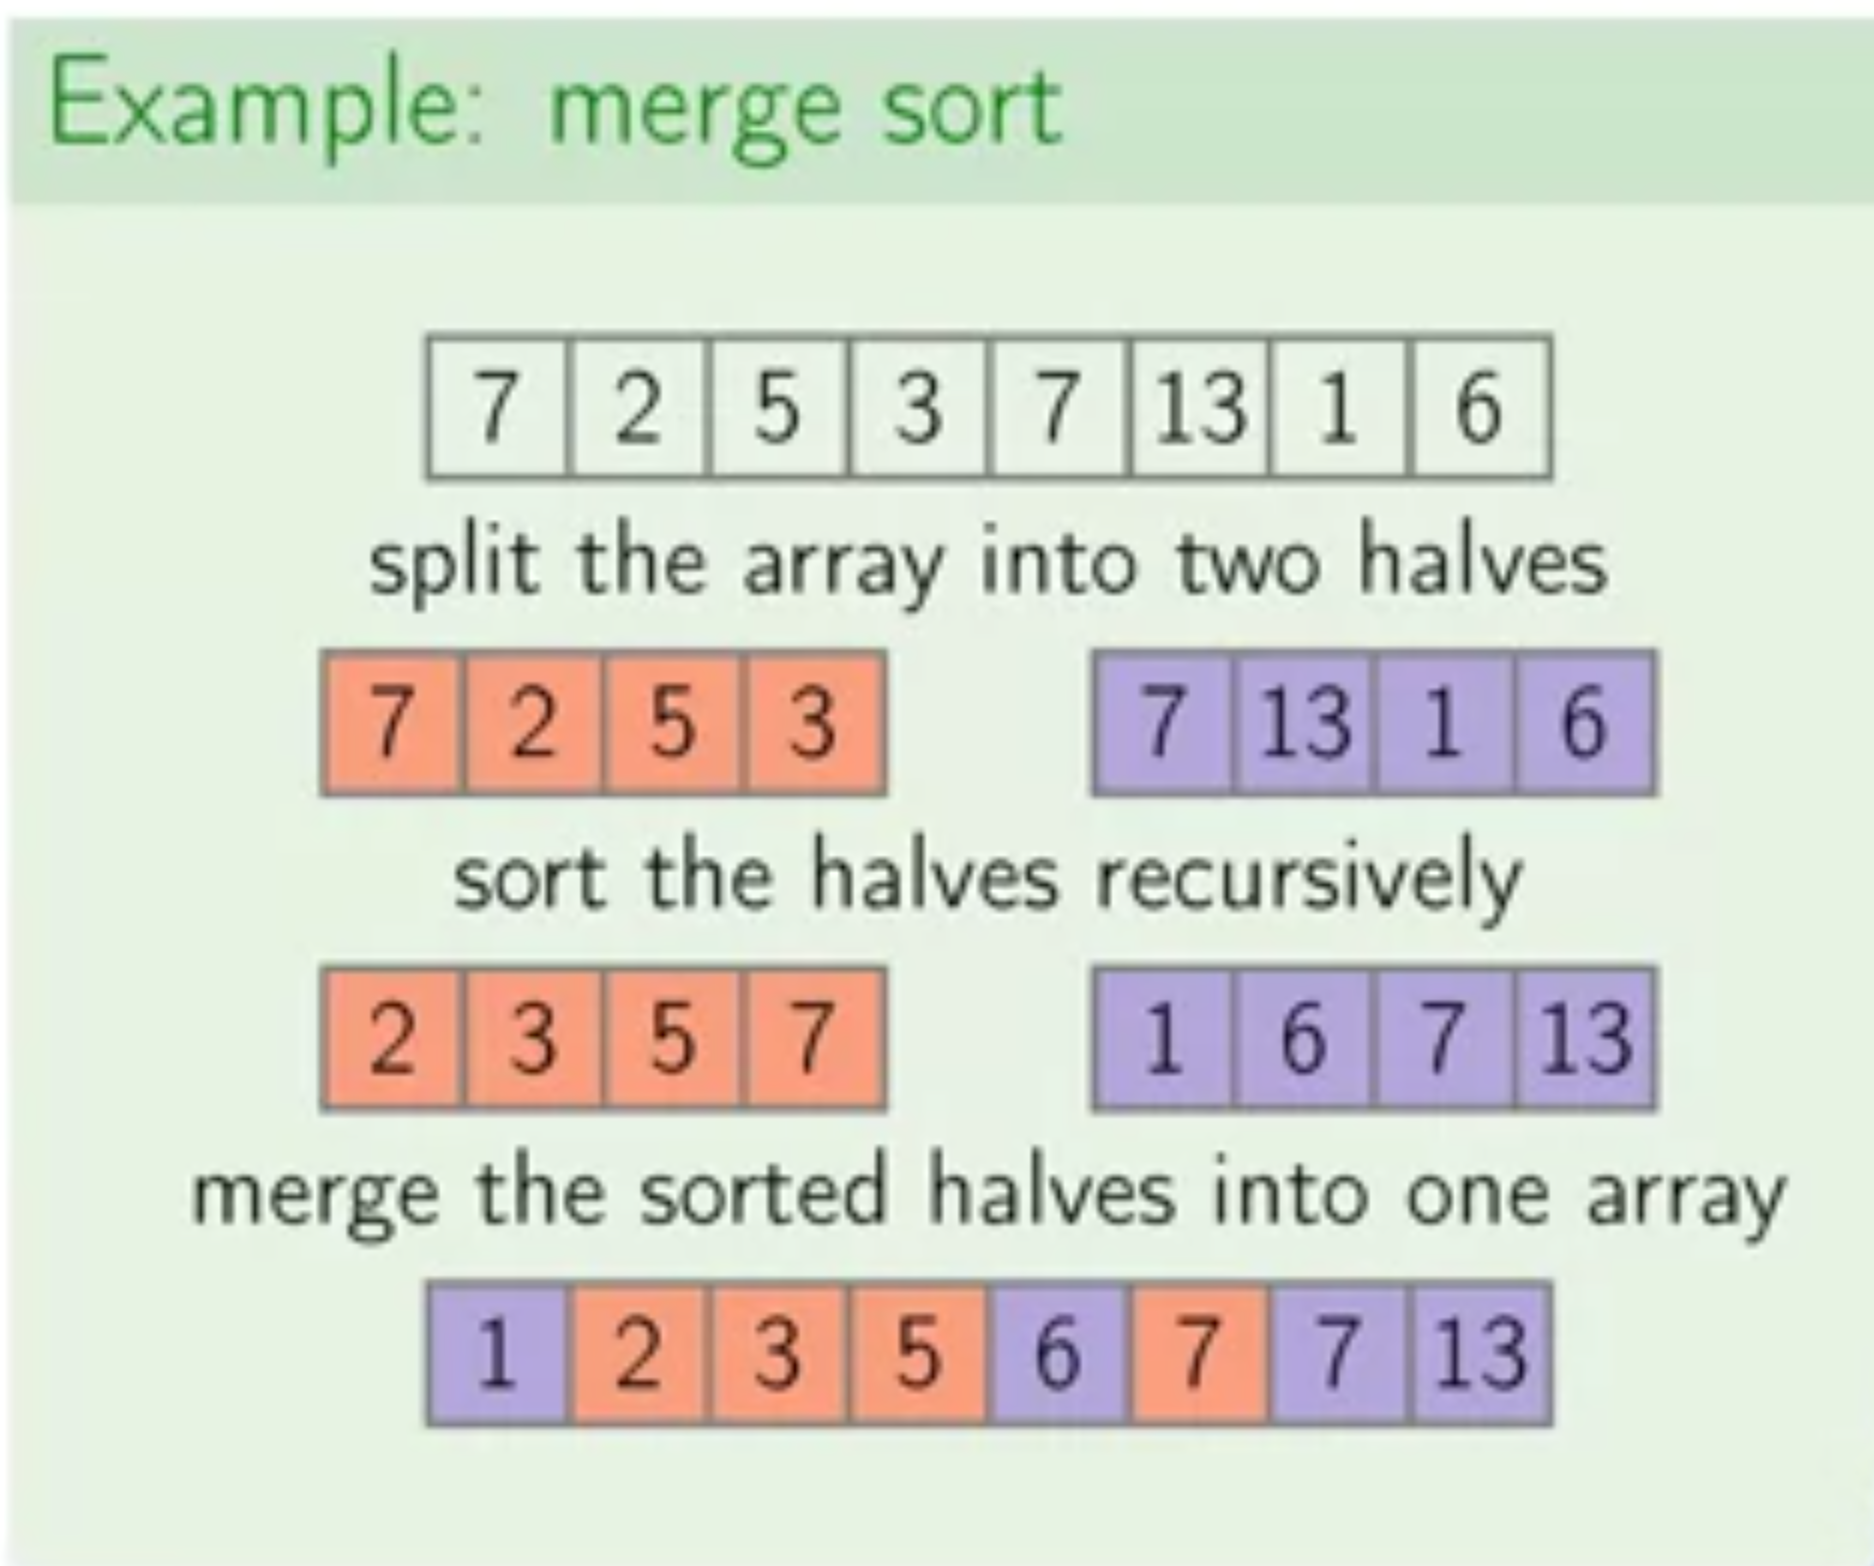 Example: merge sort
7 2 5 3 7 13 1 6
split the array into two halves
7 2 5 3 7 13 1 6
sort the halves recursively
2 3 5 7 1 6 7 13
merge the sorted halves into one array
1 2 3 5 6 7 7 13